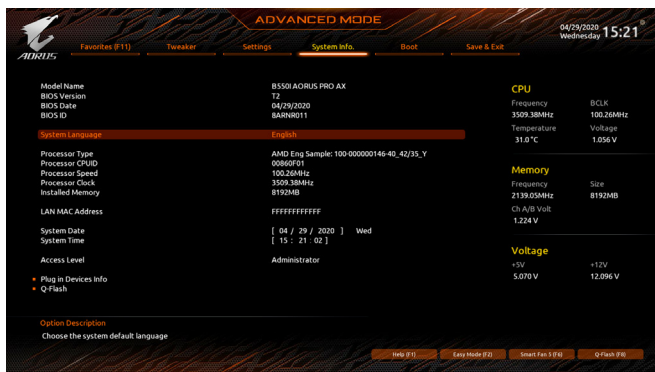 ADVANCED MODE
04/29/2020 Wednesday 15:21
AORUS
Favorites (F11) Tweaker Settings System Info. Boot Save & Exit
Model Name B550I AORUS PRO AX
BIOS Version T2
BIOS Date 04/29/2020
BIOS ID 8ARNR011
System Language English
Processor Type AMD Eng Sample: 100-000000146-40_42/35_Y
Processor CPUID 00860F01
Processor Speed 100.26MHz
Processor Clock 3509.38MHz
Installed Memory 8192MB
LAN MAC Address FFFFFFFFFFFF
System Date [ 04 / 29 / 2020 ] Wed
System Time [ 15 : 21 : 02 ]
Access Level Administrator
Plug in Devices Info
Q-Flash
CPU
Frequency BCLK
3509.38MHz 100.26MHz
Temperature Voltage
31.0 °C 1.056 V
Memory
Frequency Size
2139.05MHz 8192MB
Ch A/B Volt
1.224 V
Voltage
+5V +12V
5.070 V 12.096 V
Option Description
Choose the system default language
Help (F1) Easy Mode (F2) Smart Fan 5 (F6) Q-Flash (F8)